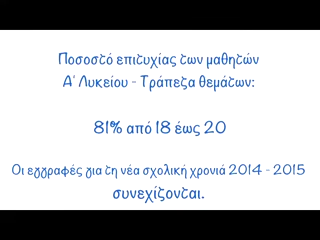 Ποσοστό επιτυχίας των μαθητών
Α' Λυκείου - Τράπεζα θεμάτων:
81% από 18 έως 20
Οι εγγραφές για τη νέα σχολική χρονιά 2014 - 2015
συνεχίζονται.